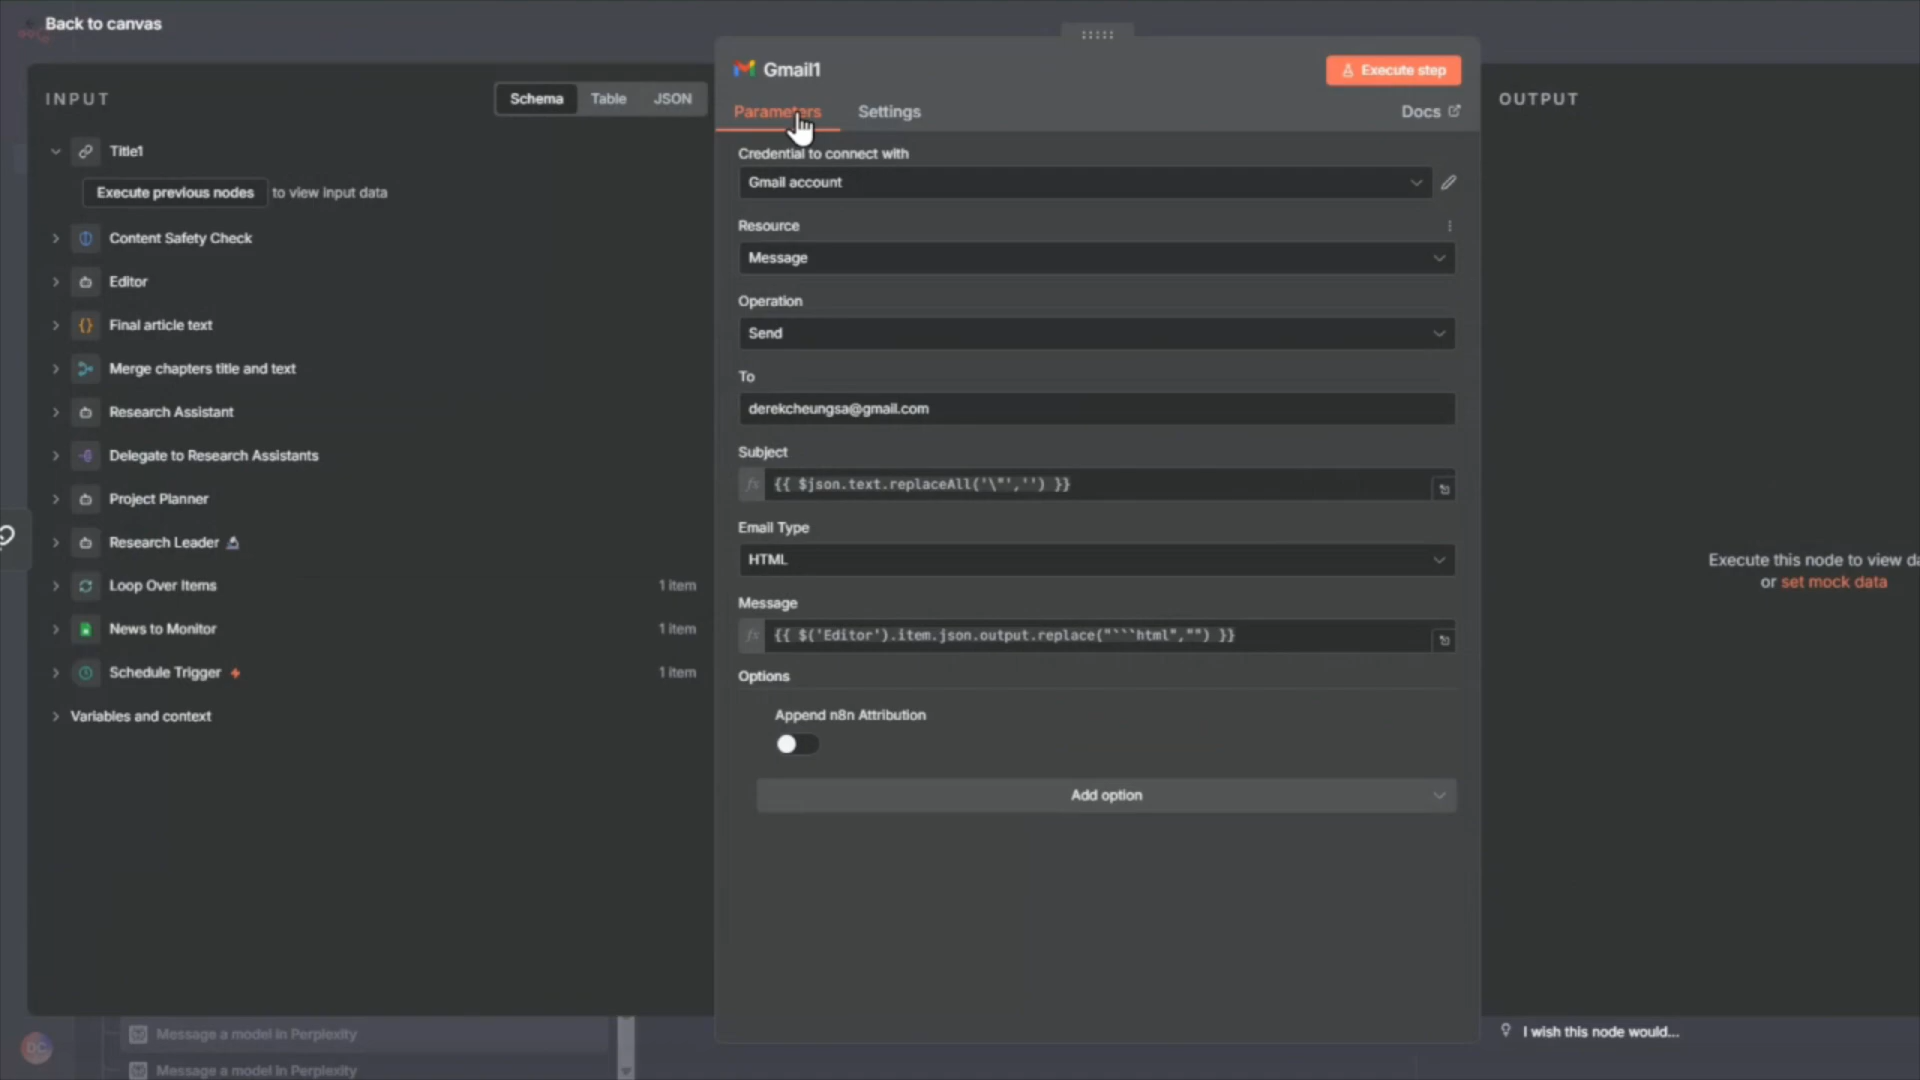 Back to canvas
INPUT
Schema Table JSON
Title1
Execute previous nodes to view input data
Content Safety Check
Editor
Final article text
Merge chapters title and text
Research Assistant
Delegate to Research Assistants
Project Planner
Research Leader
Loop Over Items 1 item
News to Monitor 1 item
Schedule Trigger 1 item
Variables and context
Message a model in Perplexity
Message a model in Perplexity
DC
Gmail1
Execute step
Parameters Settings Docs
Credential to connect with
Gmail account
Resource
Message
Operation
Send
To
derekcheungsa@gmail.com
Subject
fx {{ $json.text.replaceAll('\"','') }}
Email Type
HTML
Message
fx {{ $('Editor').item.json.output.replace("```html","") }}
Options
Append n8n Attribution
Add option
OUTPUT
Execute this node to view da
or set mock data
I wish this node would...